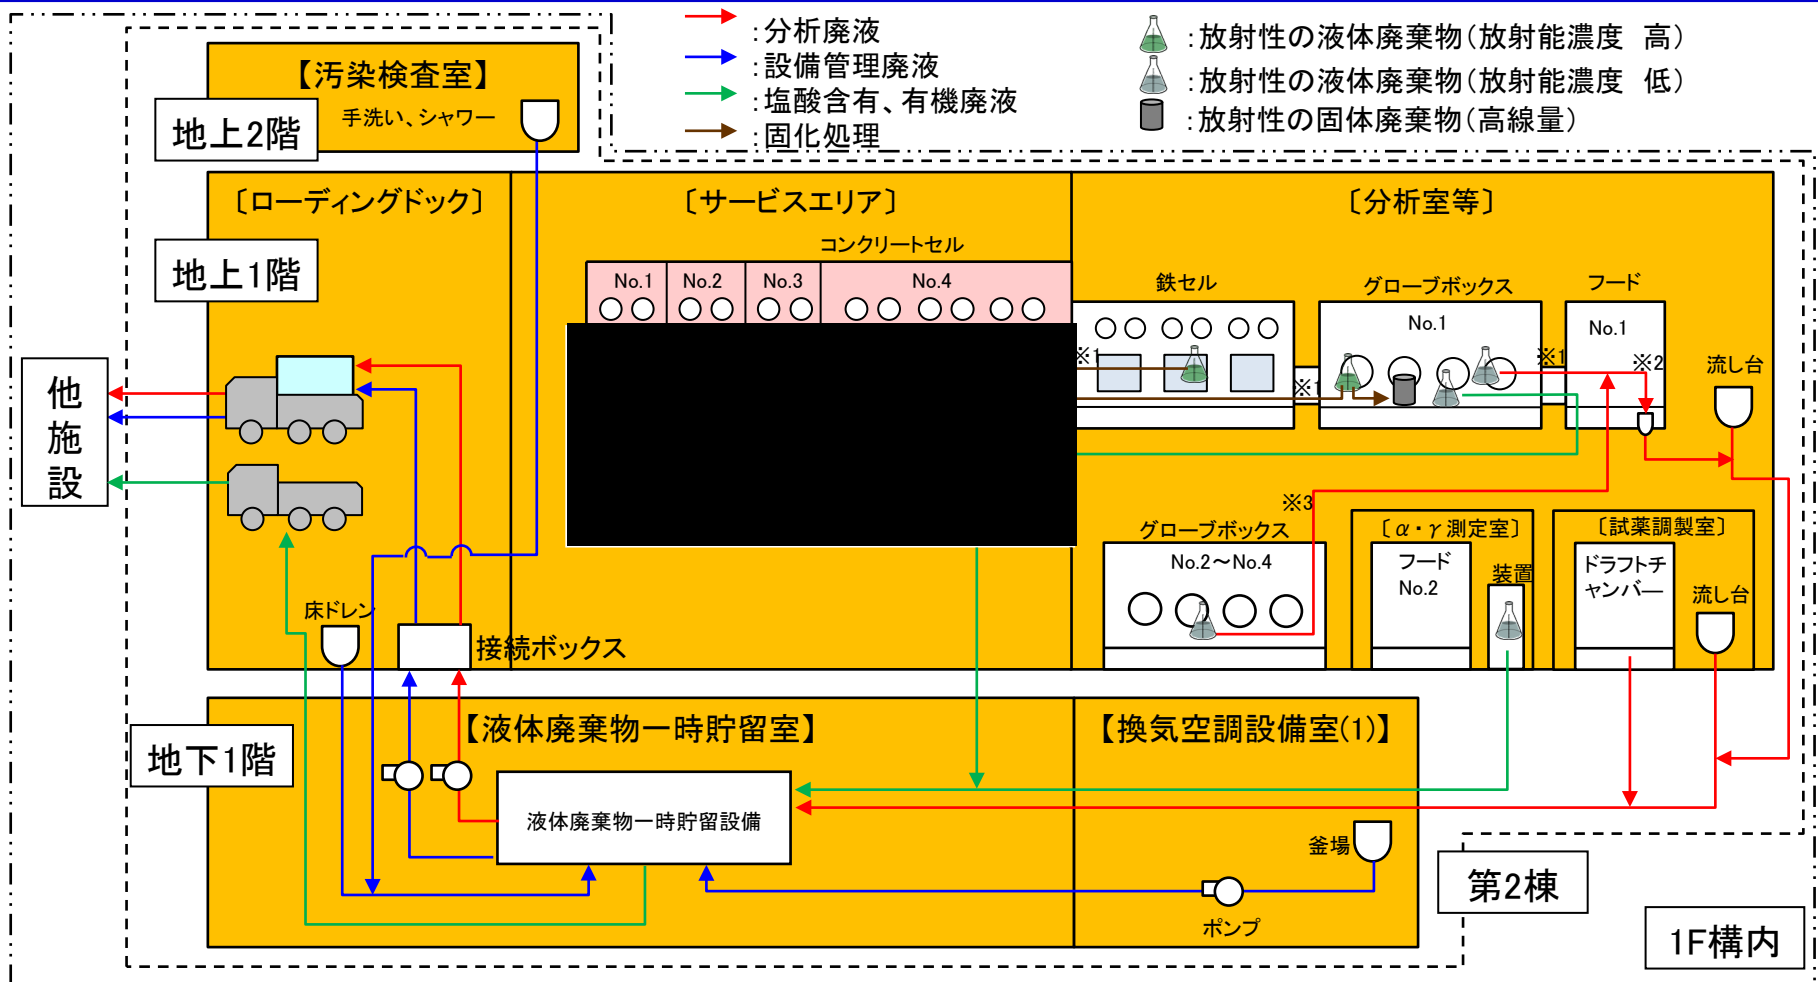 :分析廃液
:設備管理廃液
:塩酸含有、有機廃液
:固化処理
:放射性の液体廃棄物(放射能濃度 高)
:放射性の液体廃棄物(放射能濃度 低)
:放射性の固体廃棄物(高線量)
【汚染検査室】
手洗い、シャワー
地上2階
〔ローディングドック〕
〔サービスエリア〕
〔分析室等〕
地上1階
コンクリートセル
No.1
No.2
No.3
No.4
鉄セル
グローブボックス
No.1
フード
No.1
※1
※1
※1
※2
流し台
他施設
※3
グローブボックス
No.2~No.4
〔α・γ測定室〕
フード
No.2
装置
〔試薬調製室〕
ドラフトチ
ャンバー
流し台
床ドレン
接続ボックス
地下1階
【液体廃棄物一時貯留室】
【換気空調設備室(1)】
液体廃棄物一時貯留設備
釜場
ポンプ
第2棟
1F構内